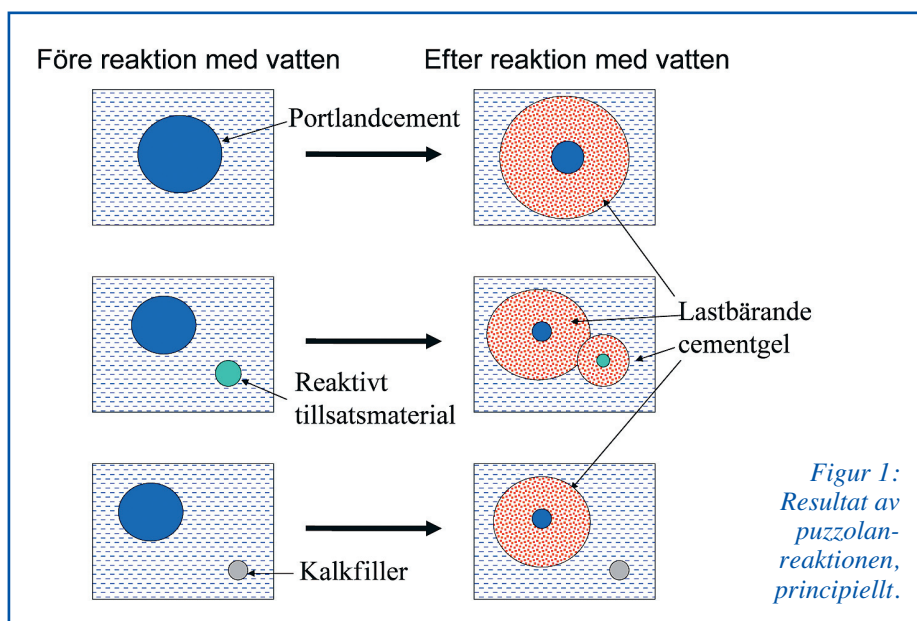 Före reaktion med vatten
Efter reaktion med vatten
Portlandcement
Lastbärande
cementgel
Reaktivt
tillsatsmaterial
Kalkfiller
Figur 1:
Resultat av
puzzolan-
reaktionen,
principiellt.